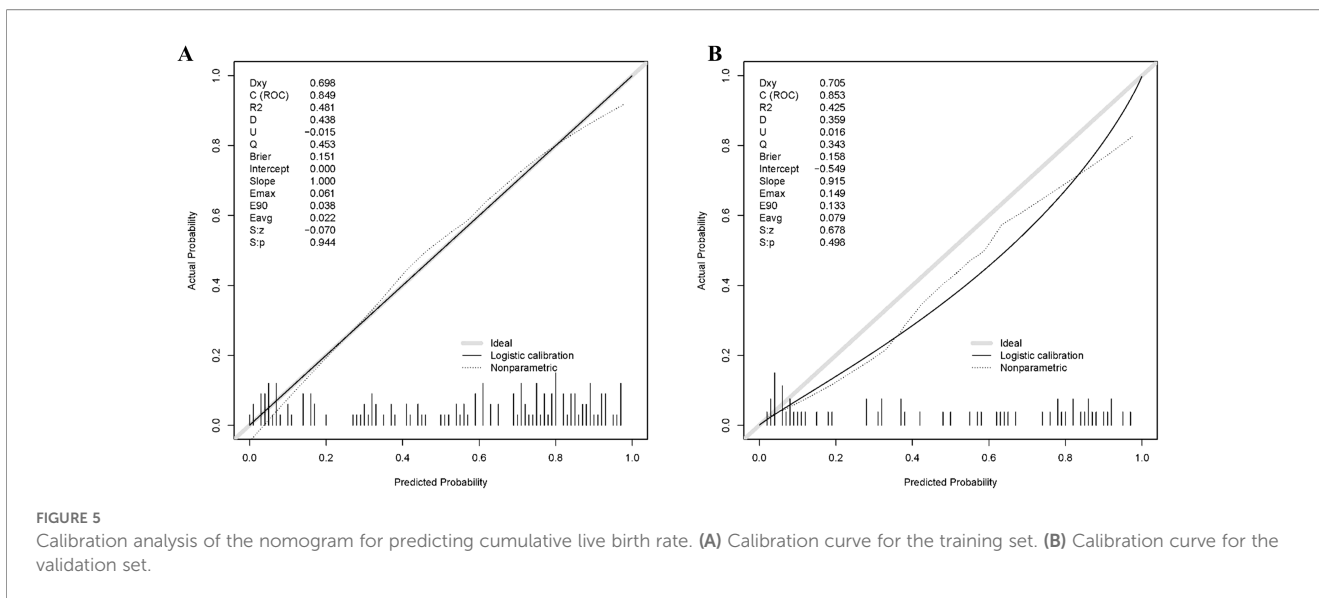 A
Dxy 0.698
C (ROC) 0.849
R2 0.481
D 0.438
U −0.015
Q 0.453
Brier 0.151
Intercept 0.000
Slope 1.000
Emax 0.061
E90 0.038
Eavg 0.022
S:z −0.070
S:p 0.944
Actual Probability
1.0
0.8
0.6
0.4
0.2
0.0
Ideal
Logistic calibration
Nonparametric
0.0 0.2 0.4 0.6 0.8 1.0
Predicted Probability
B
Dxy 0.705
C (ROC) 0.853
R2 0.425
D 0.359
U 0.016
Q 0.343
Brier 0.158
Intercept −0.549
Slope 0.915
Emax 0.149
E90 0.133
Eavg 0.079
S:z 0.678
S:p 0.498
Actual Probability
1.0
0.8
0.6
0.4
0.2
0.0
Ideal
Logistic calibration
Nonparametric
0.0 0.2 0.4 0.6 0.8 1.0
Predicted Probability
FIGURE 5
Calibration analysis of the nomogram for predicting cumulative live birth rate. (A) Calibration curve for the training set. (B) Calibration curve for the
validation set.